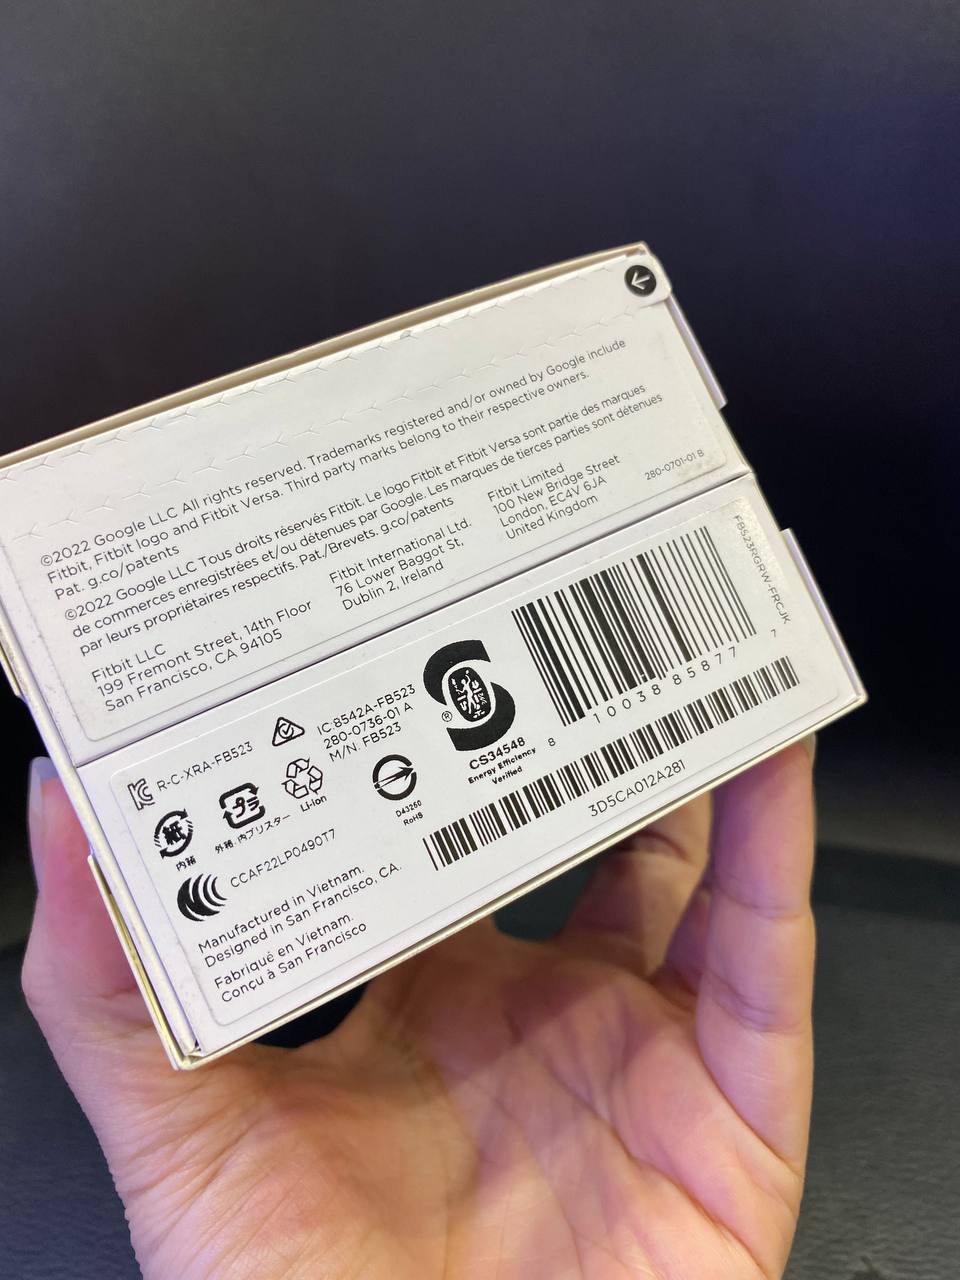 ©2022 Google LLC All rights reserved. Trademarks registered and/or owned by Google include
Fitbit, Fitbit logo and Fitbit Versa. Third party marks belong to their respective owners.
Pat. g.co/patents
©2022 Google LLC Tous droits réservés Fitbit. Le logo Fitbit et Fitbit Versa sont partie des marques
de commerces enregistrées et/ou détenues par Google. Les marques de tierces parties sont détenues
par leurs propriétaires respectifs. Pat./Brevets. g.co/patents
Fitbit LLC
199 Fremont Street, 14th Floor
San Francisco, CA 94105
Fitbit International Ltd.
76 Lower Baggot St,
Dublin 2, Ireland
Fitbit Limited
100 New Bridge Street
London, EC4V 6JA
United Kingdom
280-0701-01 B
FB523RGRW-FRCJK
R-C-XRA-FB523
IC:8542A-FB523
280-0736-01 A
M/N: FB523
紙
内箱
プラ
外箱、内ブリスター
Li-ion
D43260
RoHS
S
®
CS34548
Energy Efficiency
Verified
8 10038 85877 7
3D5CA012A281
CCAF22LP0490T7
Manufactured in Vietnam.
Designed in San Francisco, CA.
Fabriqué en Vietnam.
Conçu à San Francisco